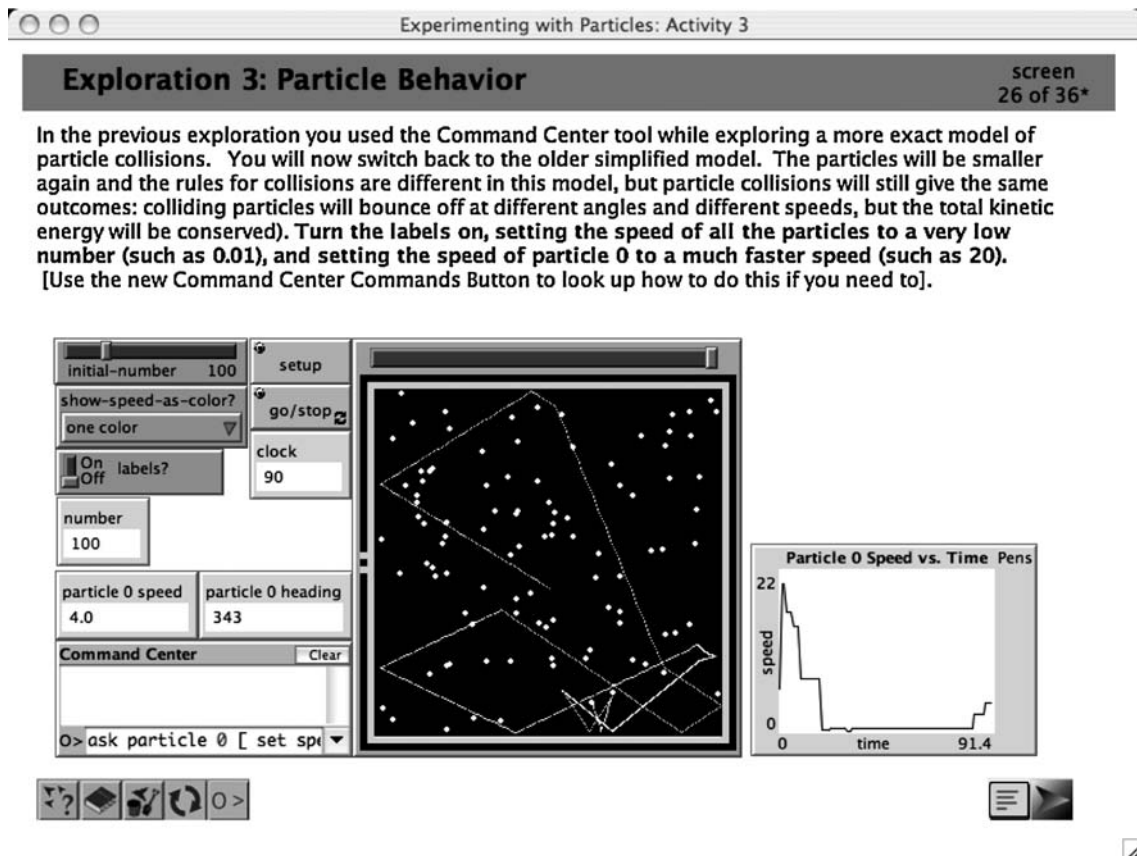 Experimenting with Particles: Activity 3
Exploration 3: Particle Behavior
screen
26 of 36*
In the previous exploration you used the Command Center tool while exploring a more exact model of
particle collisions.   You will now switch back to the older simplified model.  The particles will be smaller
again and the rules for collisions are different in this model, but particle collisions will still give the same
outcomes: colliding particles will bounce off at different angles and different speeds, but the total kinetic
energy will be conserved). Turn the labels on, setting the speed of all the particles to a very low
number (such as 0.01), and setting the speed of particle 0 to a much faster speed (such as 20).
[Use the new Command Center Commands Button to look up how to do this if you need to].
initial-number 100
setup
show-speed-as-color?
one color
go/stop
On
Off
labels?
clock
90
number
100
particle 0 speed
4.0
particle 0 heading
343
Command Center Clear
O> ask particle 0 [ set spe
Particle 0 Speed vs. Time Pens
22
speed
0
0 time 91.4
? O >